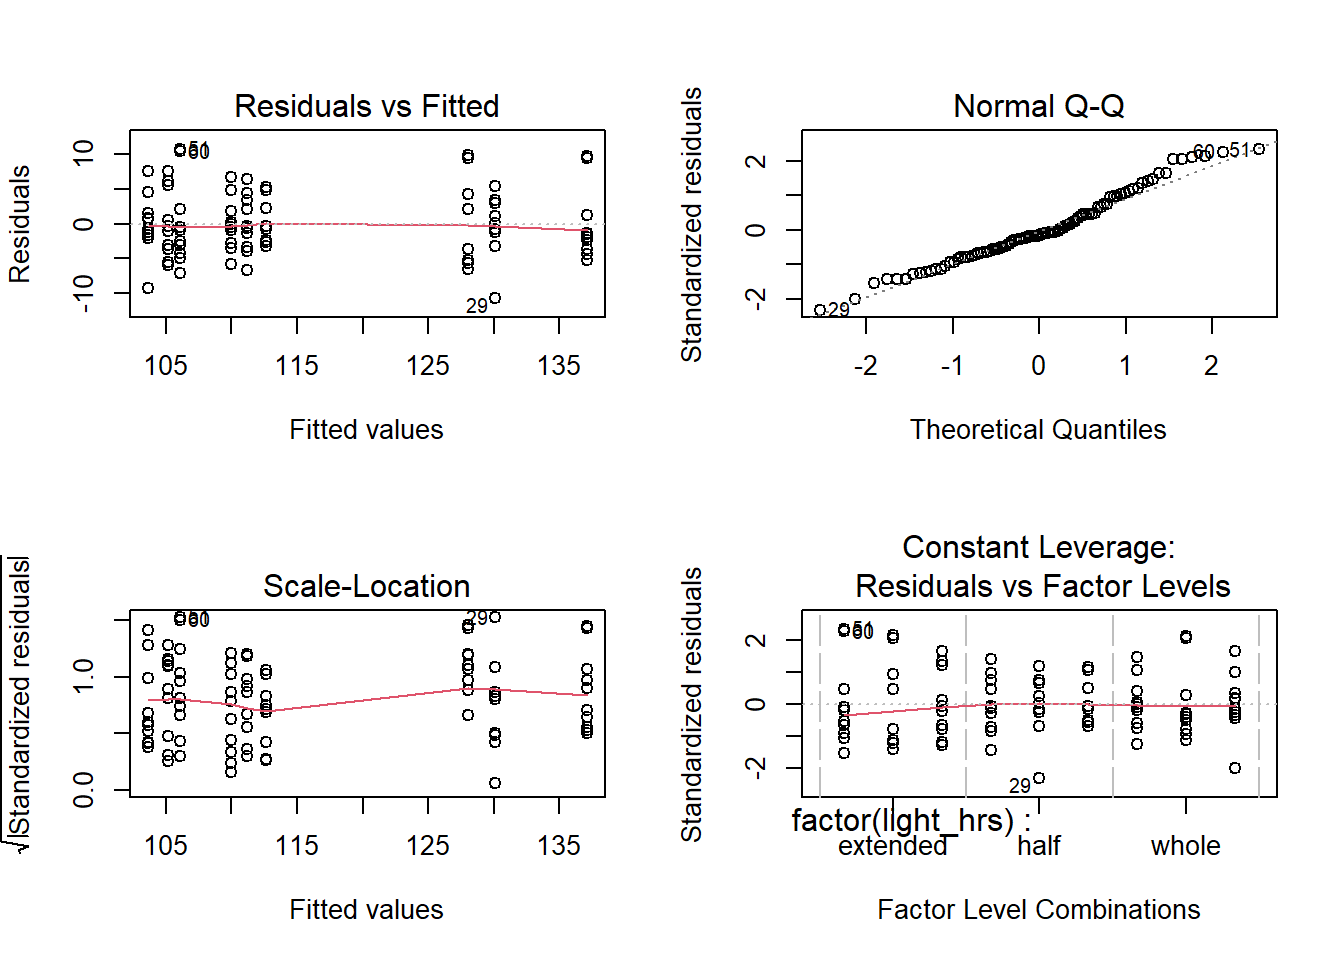 Residuals vs Fitted
Residuals
10
0
-10
51
60
29
105
115
125
135
Fitted values
Normal Q-Q
Standardized residuals
2
0
-2
60
51
29
-2
-1
0
1
2
Theoretical Quantiles
Scale-Location
√|Standardized residuals|
1.0
0.0
51
60
29
105
115
125
135
Fitted values
Constant Leverage:
Residuals vs Factor Levels
Standardized residuals
2
0
-2
51
60
29
factor(light_hrs) :
extended
half
whole
Factor Level Combinations